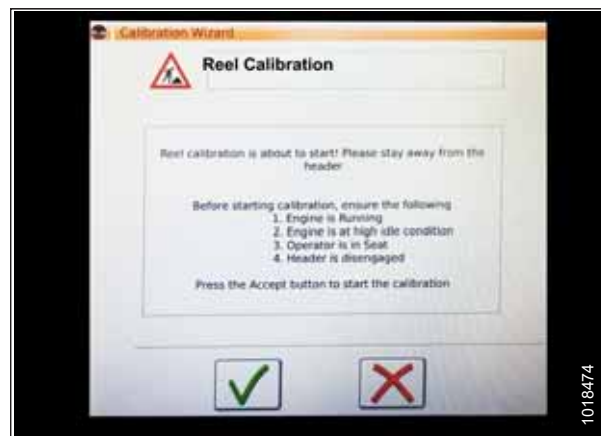 Calibration Wizard
Reel Calibration
Reel calibration is about to start! Please stay away from the
header
Before starting calibration, ensure the following
1. Engine is Running
2. Engine is at high idle condition
3. Operator is in Seat
4. Header is disengaged
Press the Accept button to start the calibration
1018474